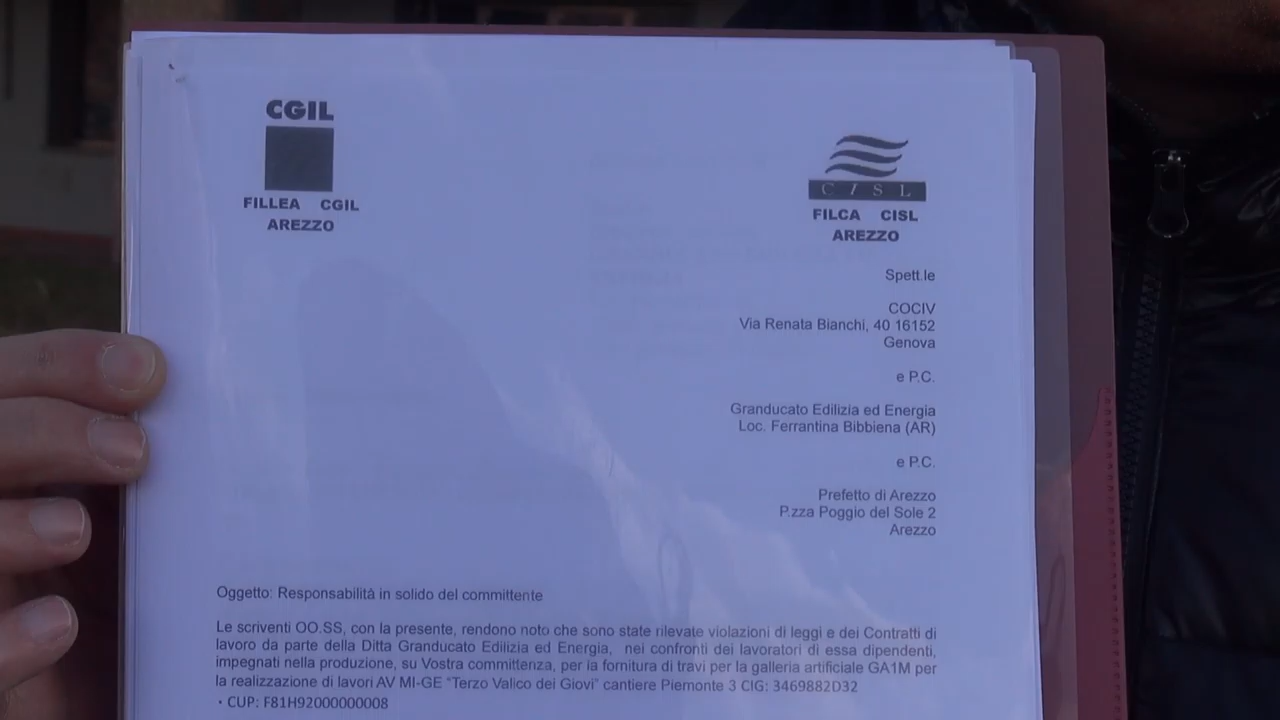 CGIL
FILLEA CGIL
AREZZO
CISL
FILCA CISL
AREZZO
Spett.le
COCIV
Via Renata Bianchi, 40 16152
Genova
e P.C.
Granducato Edilizia ed Energia
Loc. Ferrantina Bibbiena (AR)
e P.C.
Prefetto di Arezzo
P.zza Poggio del Sole 2
Arezzo
Oggetto: Responsabilità in solido del committente
Le scriventi OO.SS, con la presente, rendono noto che sono state rilevate violazioni di leggi e dei Contratti di
lavoro da parte della Ditta Granducato Edilizia ed Energia, nei confronti dei lavoratori di essa dipendenti,
impegnati nella produzione, su Vostra committenza, per la fornitura di travi per la galleria artificiale GA1M per
la realizzazione di lavori AV MI-GE "Terzo Valico dei Giovi" cantiere Piemonte 3 CIG: 3469882D32
• CUP: F81H92000000008